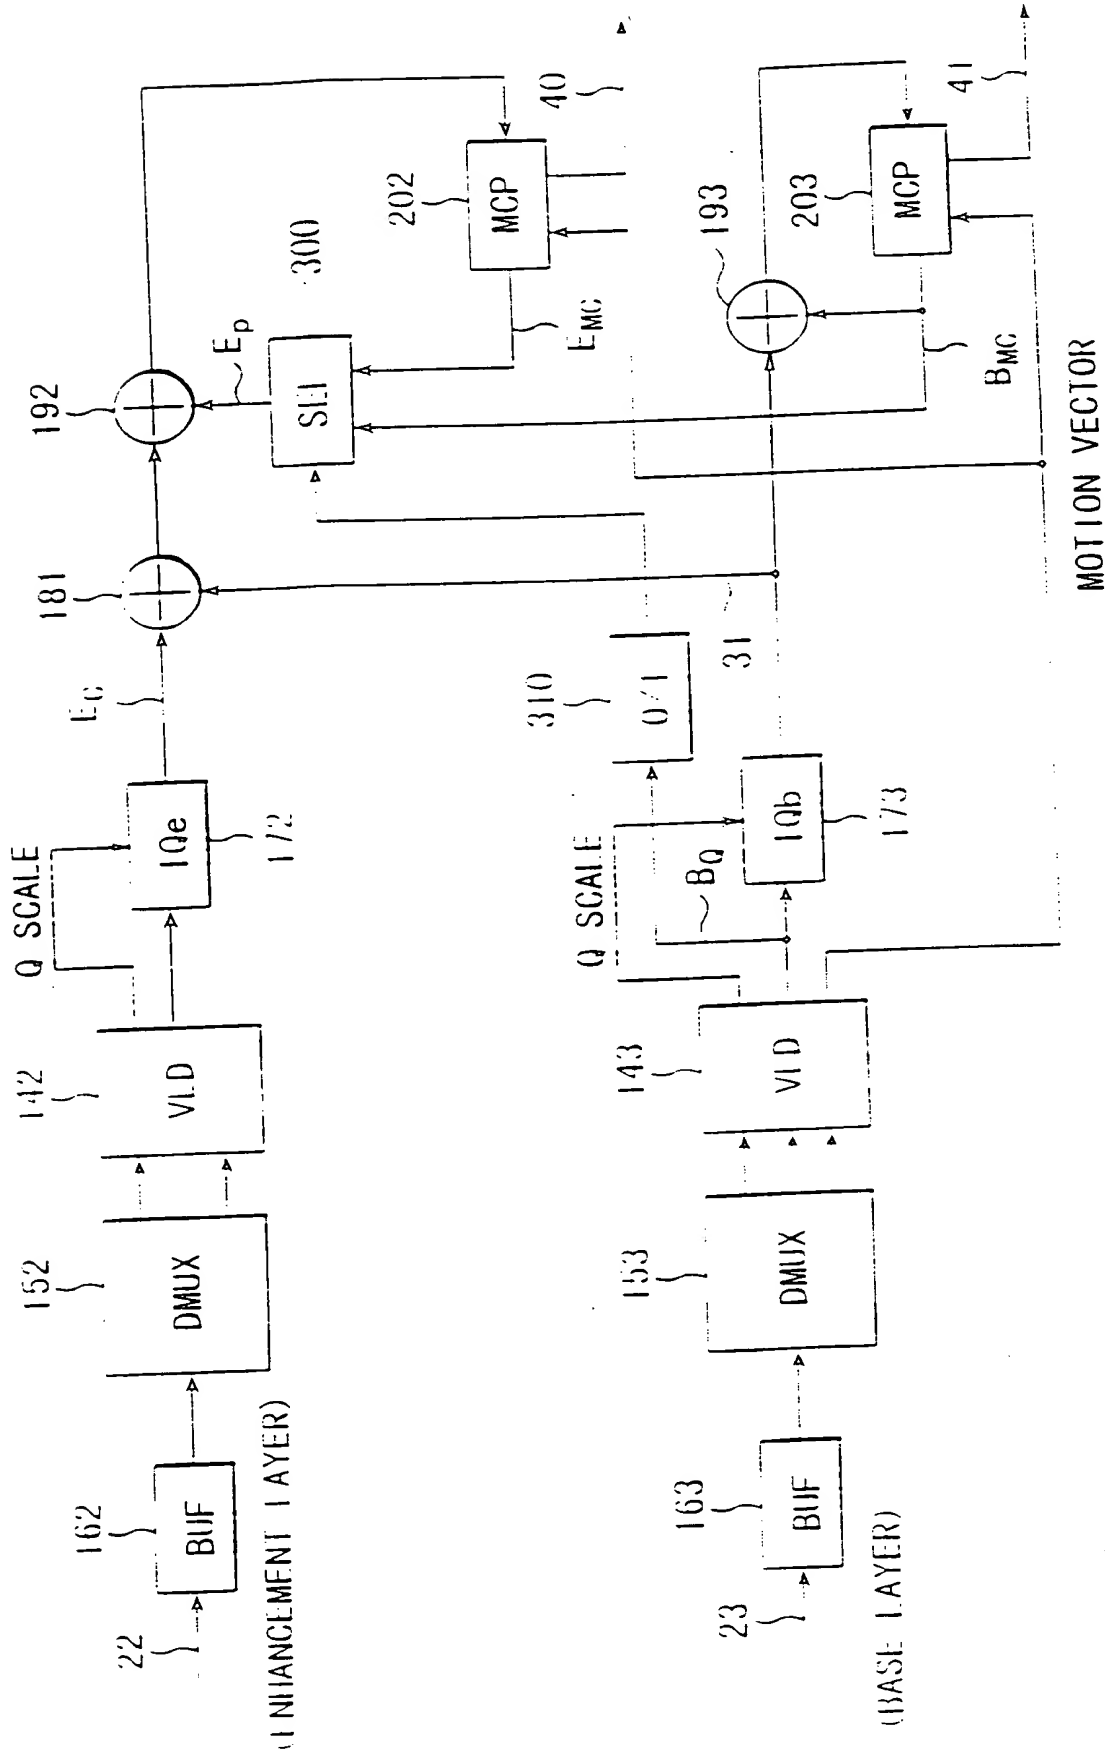 22
162
BUF
152
DMUX
142
VLD
Q SCALE
IQe
172
EC
181
192
Ep
SEL
300
202
MCP
EMC
40
(ENHANCEMENT LAYER)
23
163
BUF
153
DMUX
143
VLD
Q SCALE
BQ
IQb
173
310
0/1
31
193
203
MCP
BMC
41
MOTION VECTOR
(BASE LAYER)